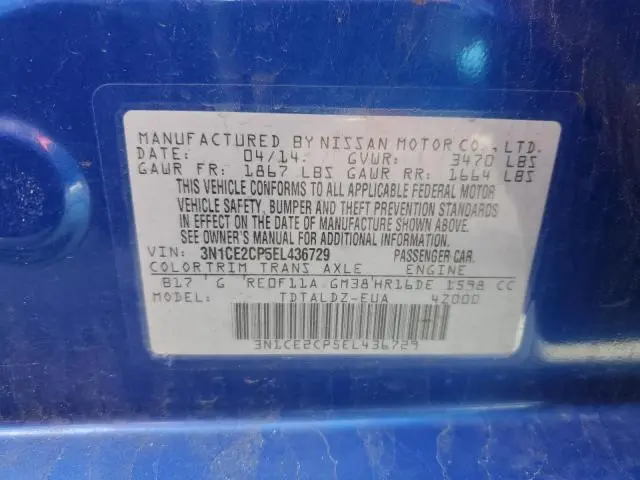 MANUFACTURED BY NISSAN MOTOR CO., LTD.
DATE: 04/14 GVWR: 3470 LBS
GAWR FR: 1867 LBS GAWR RR: 1664 LBS
THIS VEHICLE CONFORMS TO ALL APPLICABLE FEDERAL MOTOR
VEHICLE SAFETY, BUMPER AND THEFT PREVENTION STANDARDS
IN EFFECT ON THE DATE OF MANUFACTURE SHOWN ABOVE.
SEE OWNER'S MANUAL FOR ADDITIONAL INFORMATION.
VIN: 3N1CE2CP5EL436729 PASSENGER CAR.
COLORTRIM TRANS AXLE ENGINE
B17 G RE0F11A GM38 HR16DE 1598 CC
MODEL: TDTALDZ-EUA 42000
3N1CE2CP5EL436729